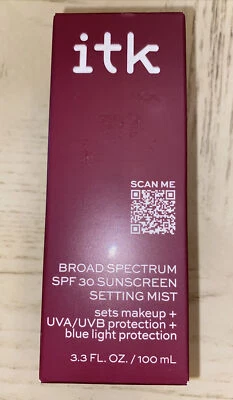 itk
SCAN ME
BROAD SPECTRUM
SPF 30 SUNSCREEN
SETTING MIST
sets makeup +
UVA/UVB protection +
blue light protection
3.3 FL. OZ. / 100 mL